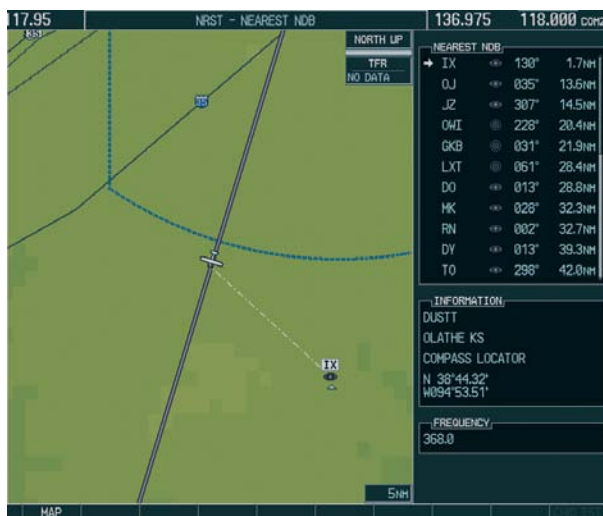 117.95 NRST - NEAREST NDB 136.975 118.000 COM2
35
NORTH UP
TFR
NO DATA
35
IX
5NM
NEAREST NDB
IX 130° 1.7NM
OJ 035° 13.6NM
JZ 307° 14.5NM
OWI 228° 20.4NM
GKB 031° 21.9NM
LXT 061° 28.4NM
DO 013° 28.8NM
MK 028° 32.3NM
RN 002° 32.7NM
DY 013° 39.3NM
TO 298° 42.0NM
INFORMATION
DUSTT
OLATHE KS
COMPASS LOCATOR
N 38°44.32'
W094°53.51'
FREQUENCY
368.0
MAP
CHKLIST